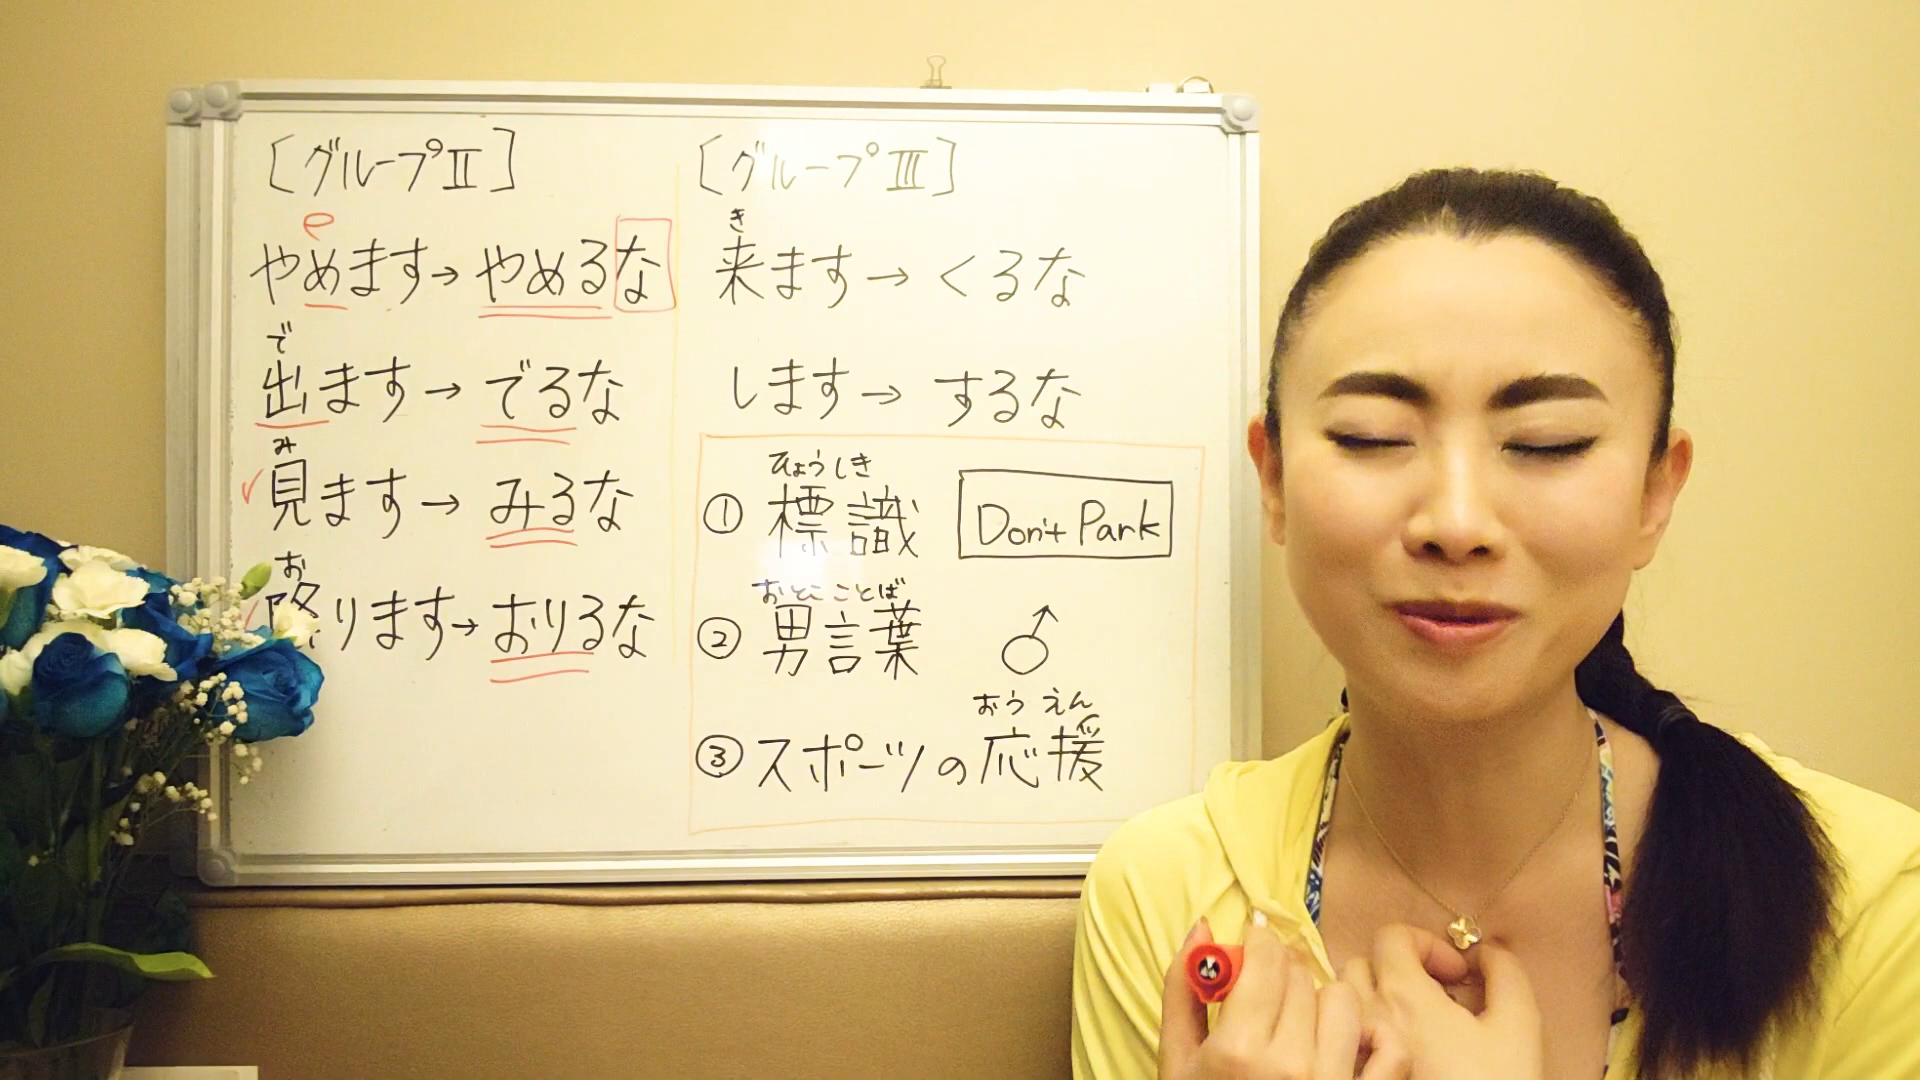 [グループⅡ]
e
やめます→やめるな
で
出ます→でるな
み
見ます→みるな
お
降ります→おりるな
[グループⅢ]
き
来ます→くるな
します→するな
ひょうしき
① 標識 Don't Park
おとこことば
② 男言葉 ♂
おうえん
③ スポーツの応援